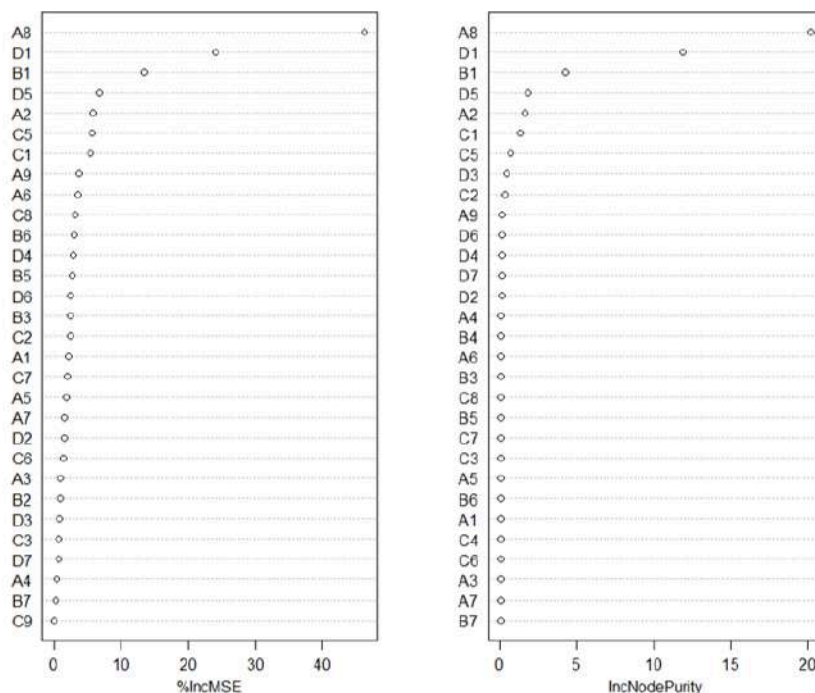 A8
D1
B1
D5
A2
C5
C1
A9
A6
C8
B6
D4
B5
D6
B3
C2
A1
C7
A5
A7
D2
C6
A3
B2
D3
C3
D7
A4
B7
C9
0 10 20 30 40
%IncMSE
A8
D1
B1
D5
A2
C1
C5
D3
C2
A9
D6
D4
D7
D2
A4
B4
A6
B3
C8
B5
C7
C3
A5
B6
A1
C4
C6
A3
A7
B7
0 5 10 15 20
IncNodePurity